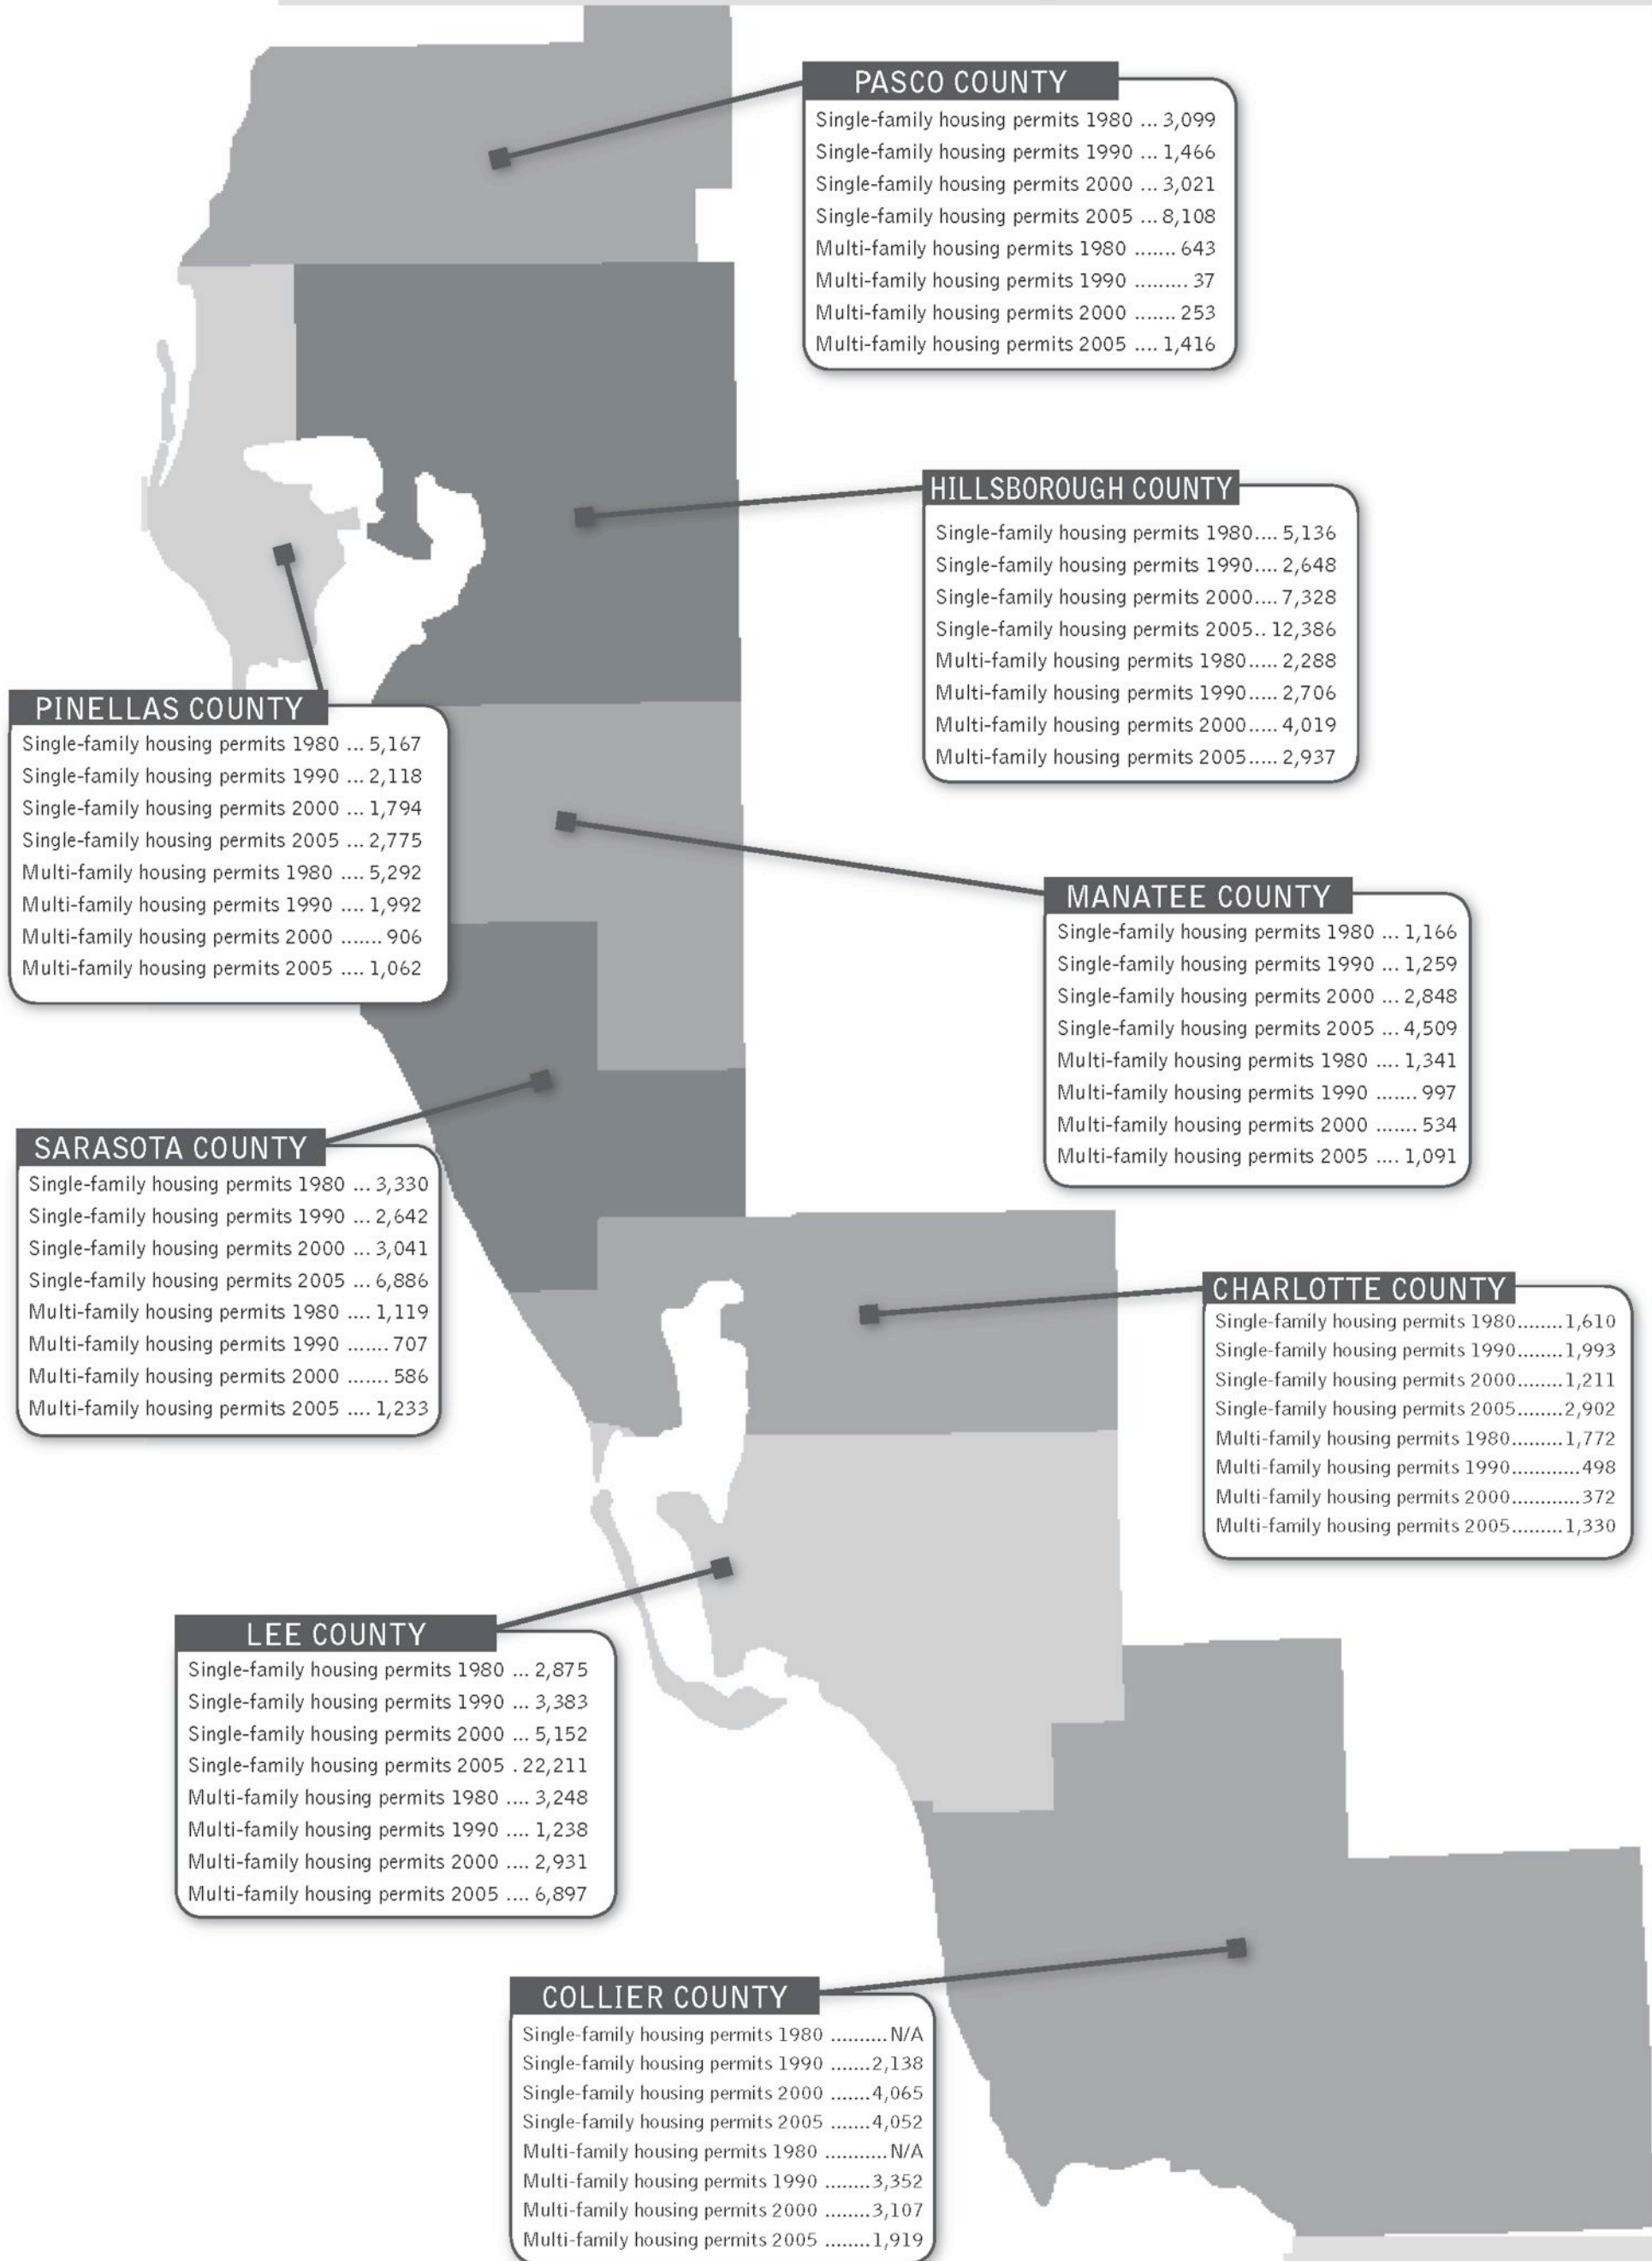 PASCO COUNTY
Single-family housing permits 1980 ... 3,099
Single-family housing permits 1990 ... 1,466
Single-family housing permits 2000 ... 3,021
Single-family housing permits 2005 ... 8,108
Multi-family housing permits 1980 ....... 643
Multi-family housing permits 1990 ......... 37
Multi-family housing permits 2000 ....... 253
Multi-family housing permits 2005 .... 1,416
HILLSBOROUGH COUNTY
Single-family housing permits 1980.... 5,136
Single-family housing permits 1990.... 2,648
Single-family housing permits 2000.... 7,328
Single-family housing permits 2005.. 12,386
Multi-family housing permits 1980..... 2,288
Multi-family housing permits 1990..... 2,706
Multi-family housing permits 2000..... 4,019
Multi-family housing permits 2005..... 2,937
PINELLAS COUNTY
Single-family housing permits 1980 ... 5,167
Single-family housing permits 1990 ... 2,118
Single-family housing permits 2000 ... 1,794
Single-family housing permits 2005 ... 2,775
Multi-family housing permits 1980 .... 5,292
Multi-family housing permits 1990 .... 1,992
Multi-family housing permits 2000 ....... 906
Multi-family housing permits 2005 .... 1,062
MANATEE COUNTY
Single-family housing permits 1980 ... 1,166
Single-family housing permits 1990 ... 1,259
Single-family housing permits 2000 ... 2,848
Single-family housing permits 2005 ... 4,509
Multi-family housing permits 1980 .... 1,341
Multi-family housing permits 1990 ....... 997
Multi-family housing permits 2000 ....... 534
Multi-family housing permits 2005 .... 1,091
SARASOTA COUNTY
Single-family housing permits 1980 ... 3,330
Single-family housing permits 1990 ... 2,642
Single-family housing permits 2000 ... 3,041
Single-family housing permits 2005 ... 6,886
Multi-family housing permits 1980 .... 1,119
Multi-family housing permits 1990 ....... 707
Multi-family housing permits 2000 ....... 586
Multi-family housing permits 2005 .... 1,233
CHARLOTTE COUNTY
Single-family housing permits 1980........1,610
Single-family housing permits 1990........1,993
Single-family housing permits 2000........1,211
Single-family housing permits 2005........2,902
Multi-family housing permits 1980.........1,772
Multi-family housing permits 1990............498
Multi-family housing permits 2000............372
Multi-family housing permits 2005.........1,330
LEE COUNTY
Single-family housing permits 1980 ... 2,875
Single-family housing permits 1990 ... 3,383
Single-family housing permits 2000 ... 5,152
Single-family housing permits 2005 . 22,211
Multi-family housing permits 1980 .... 3,248
Multi-family housing permits 1990 .... 1,238
Multi-family housing permits 2000 .... 2,931
Multi-family housing permits 2005 .... 6,897
COLLIER COUNTY
Single-family housing permits 1980 ..........N/A
Single-family housing permits 1990 .......2,138
Single-family housing permits 2000 .......4,065
Single-family housing permits 2005 .......4,052
Multi-family housing permits 1980 ...........N/A
Multi-family housing permits 1990 ........3,352
Multi-family housing permits 2000 ........3,107
Multi-family housing permits 2005 ........1,919